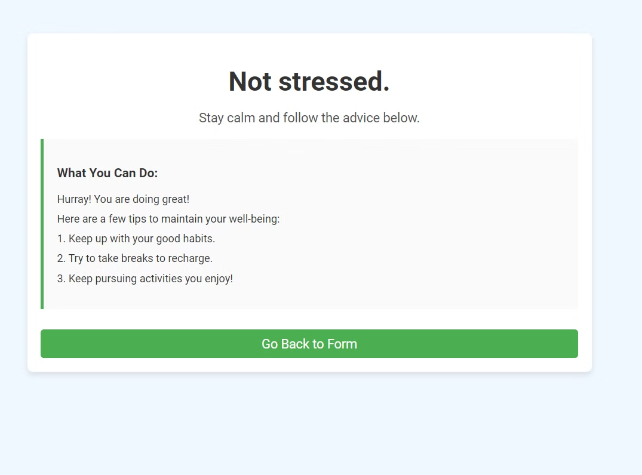 Not stressed.
Stay calm and follow the advice below.
What You Can Do:
Hurray! You are doing great!
Here are a few tips to maintain your well-being:
1. Keep up with your good habits.
2. Try to take breaks to recharge.
3. Keep pursuing activities you enjoy!
Go Back to Form